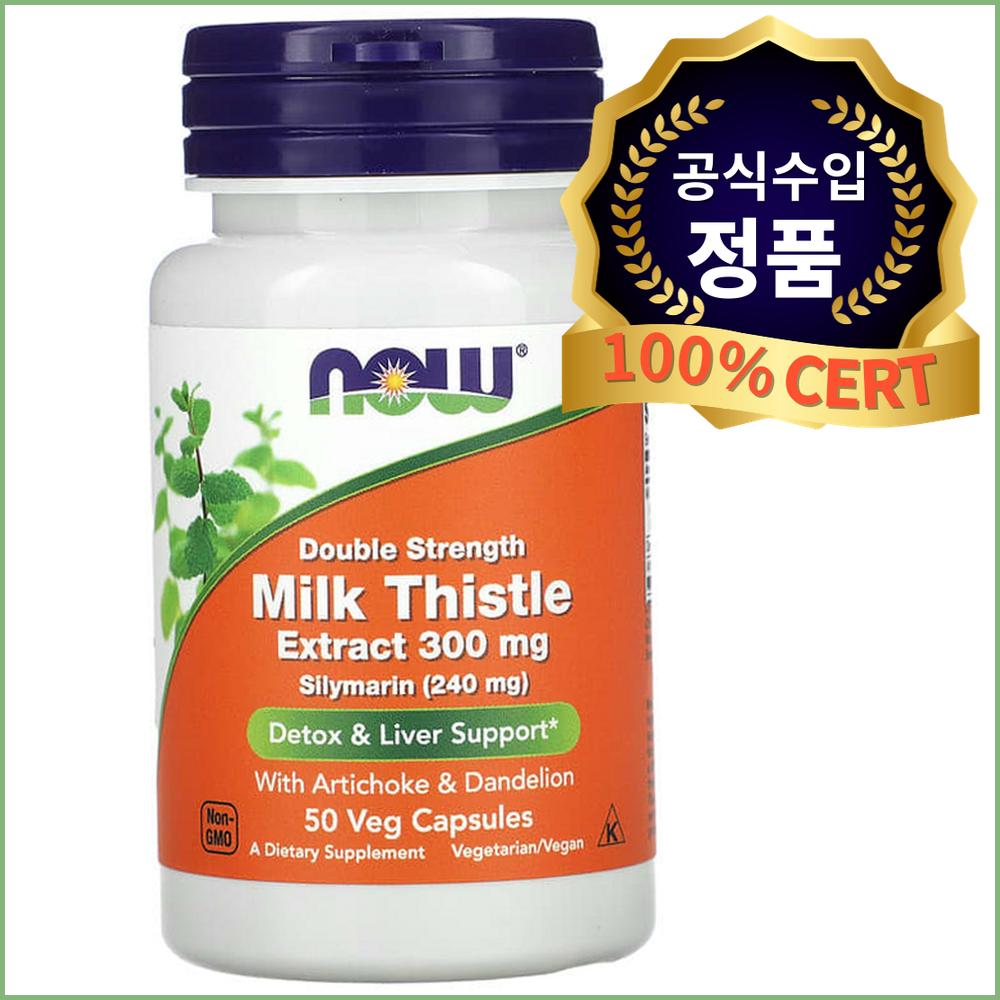 공식수입
정품
100% CERT
NOW®
Double Strength
Milk Thistle
Extract 300 mg
Silymarin (240 mg)
Detox & Liver Support*
With Artichoke & Dandelion
50 Veg Capsules
Non-
GMO
A Dietary Supplement
Vegetarian/Vegan
K